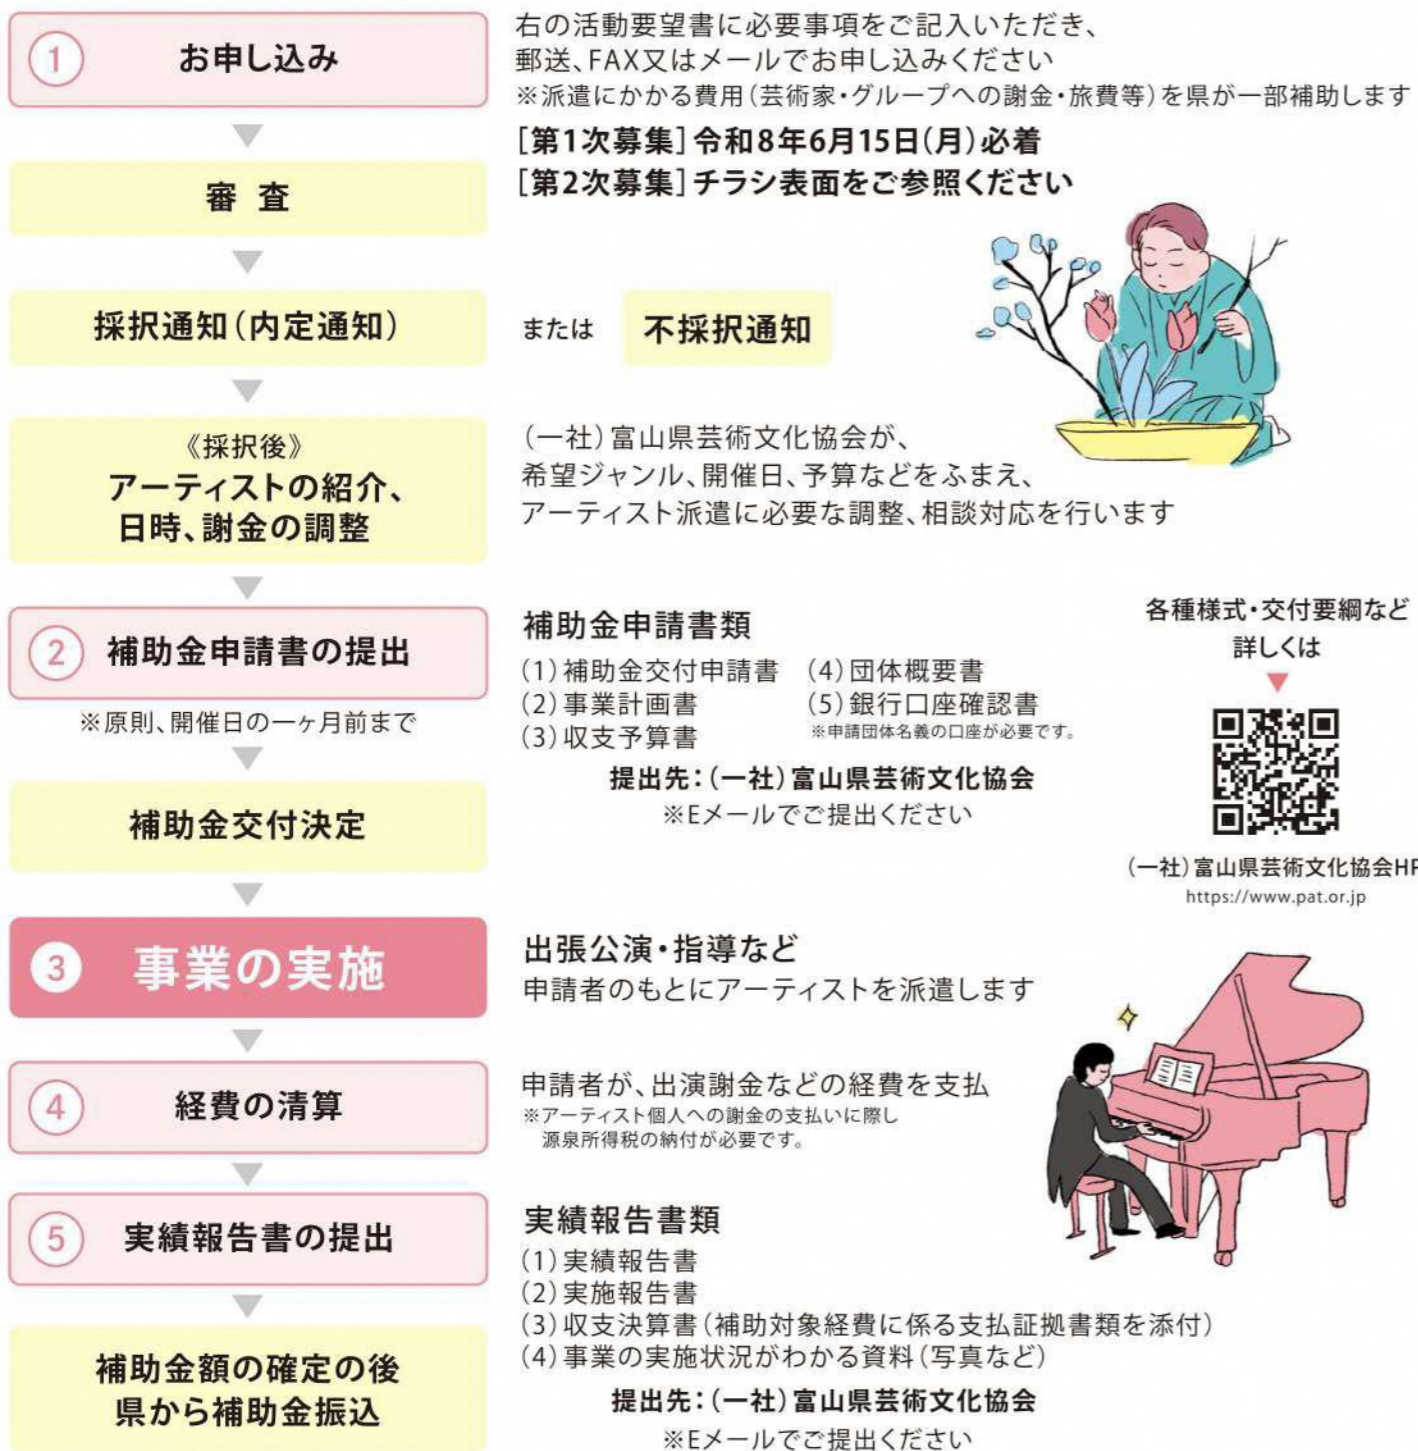 ① お申し込み
右の活動要望書に必要事項をご記入いただき、
郵送、FAX又はメールでお申し込みください
※派遣にかかる費用(芸術家・グループへの謝金・旅費等)を県が一部補助します
[第1次募集]令和8年6月15日(月)必着
[第2次募集]チラシ表面をご参照ください
審 査
採択通知(内定通知)
または
不採択通知
《採択後》
アーティストの紹介、
日時、謝金の調整
(一社)富山県芸術文化協会が、
希望ジャンル、開催日、予算などをふまえ、
アーティスト派遣に必要な調整、相談対応を行います
② 補助金申請書の提出
※原則、開催日の一ヶ月前まで
補助金申請書類
(1)補助金交付申請書
(2)事業計画書
(3)収支予算書
(4)団体概要書
(5)銀行口座確認書
※申請団体名義の口座が必要です。
提出先:(一社)富山県芸術文化協会
※Eメールでご提出ください
各種様式・交付要綱など
詳しくは
(一社)富山県芸術文化協会HP
https://www.pat.or.jp
補助金交付決定
③ 事業の実施
出張公演・指導など
申請者のもとにアーティストを派遣します
④ 経費の清算
申請者が、出演謝金などの経費を支払
※アーティスト個人への謝金の支払いに際し
源泉所得税の納付が必要です。
⑤ 実績報告書の提出
実績報告書類
(1)実績報告書
(2)実施報告書
(3)収支決算書(補助対象経費に係る支払証拠書類を添付)
(4)事業の実施状況がわかる資料(写真など)
提出先:(一社)富山県芸術文化協会
※Eメールでご提出ください
補助金額の確定の後
県から補助金振込